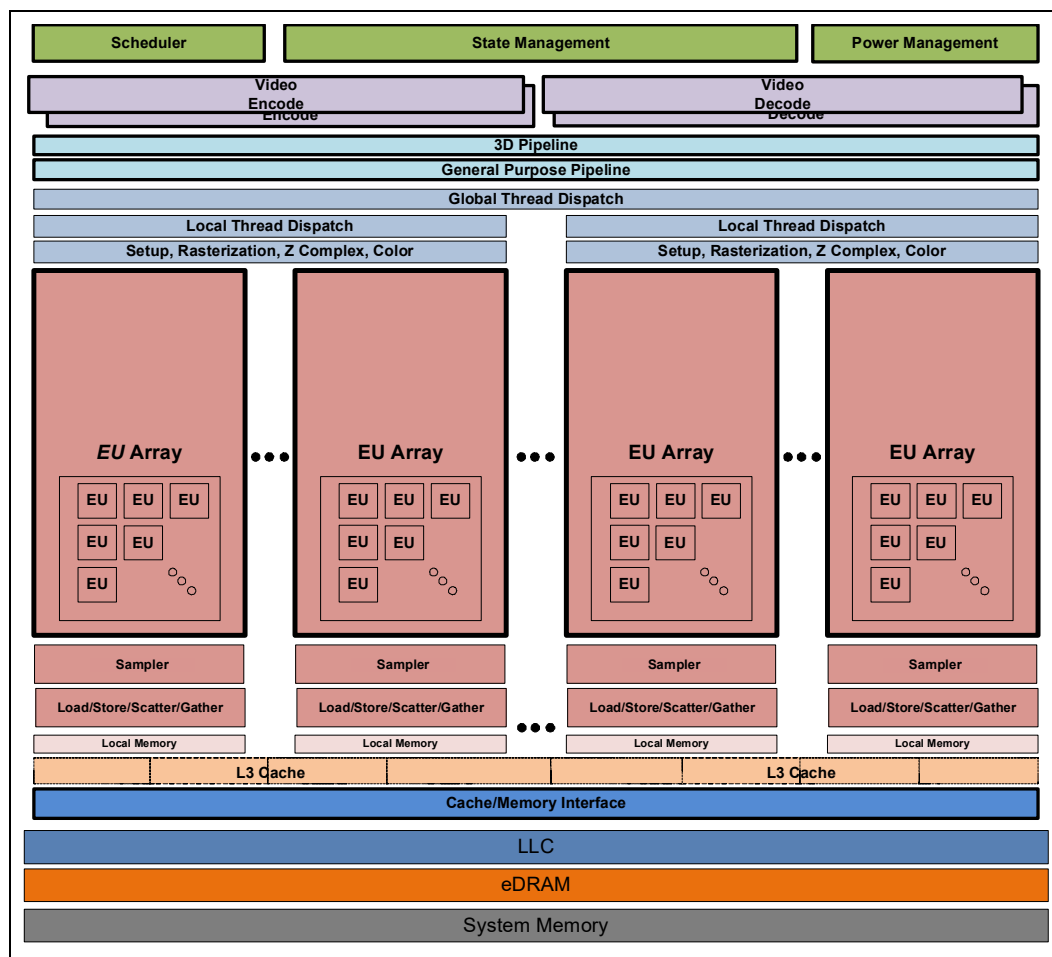 Scheduler
State Management
Power Management
Video
Encode
Encode
Video
Decode
Decode
3D Pipeline
General Purpose Pipeline
Global Thread Dispatch
Local Thread Dispatch
Local Thread Dispatch
Setup, Rasterization, Z Complex, Color
Setup, Rasterization, Z Complex, Color
EU Array
EU Array
EU Array
EU Array
EU EU EU
EU EU EU
EU EU EU
EU EU EU
EU EU
EU EU
EU EU
EU EU
EU
EU
EU
EU
Sampler
Sampler
Sampler
Sampler
Load/Store/Scatter/Gather
Load/Store/Scatter/Gather
Load/Store/Scatter/Gather
Load/Store/Scatter/Gather
Local Memory
Local Memory
Local Memory
Local Memory
L3 Cache
L3 Cache
Cache/Memory Interface
LLC
eDRAM
System Memory